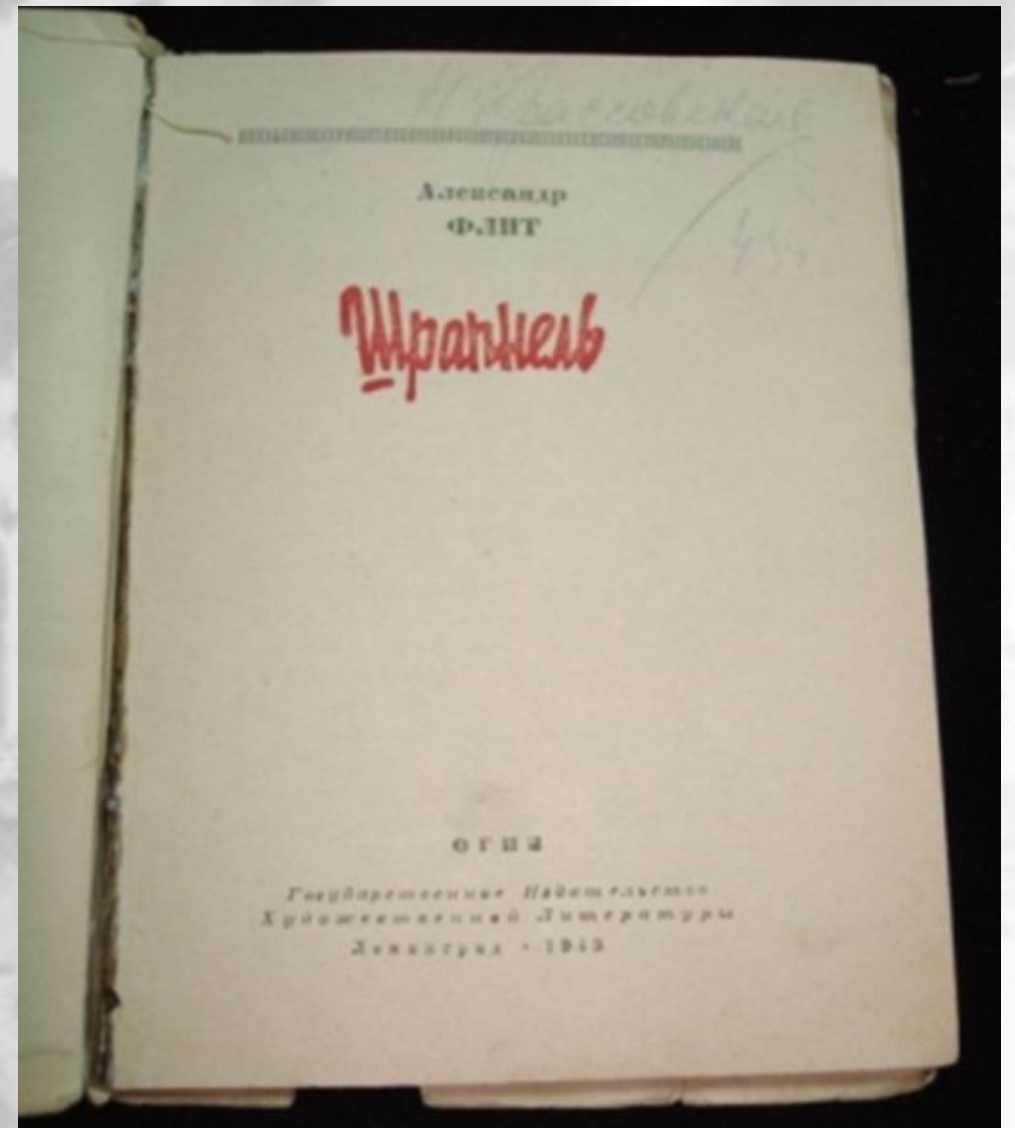 Александр
ФЛИТ
Шрапнель
ОГИЗ
Государственное Издательство
Художественной Литературы
Ленинград • 1943